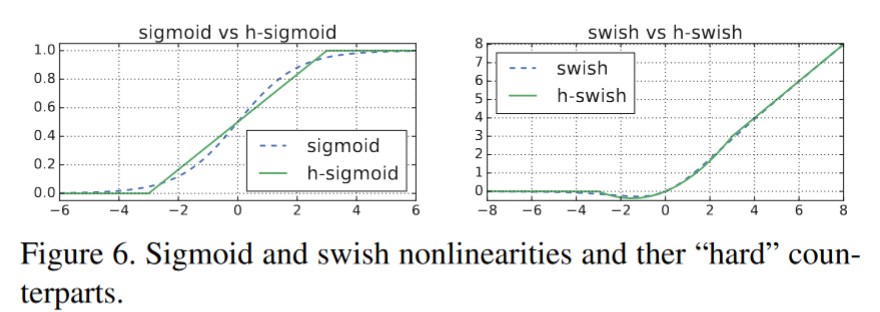 sigmoid vs h-sigmoid
1.0
0.8
0.6
0.4
0.2
0.0
−6 −4 −2 0 2 4 6
sigmoid
h-sigmoid
swish vs h-swish
8
7
6
5
4
3
2
1
0
−8 −6 −4 −2 0 2 4 6 8
swish
h-swish
Figure 6. Sigmoid and swish nonlinearities and ther “hard” coun-
terparts.